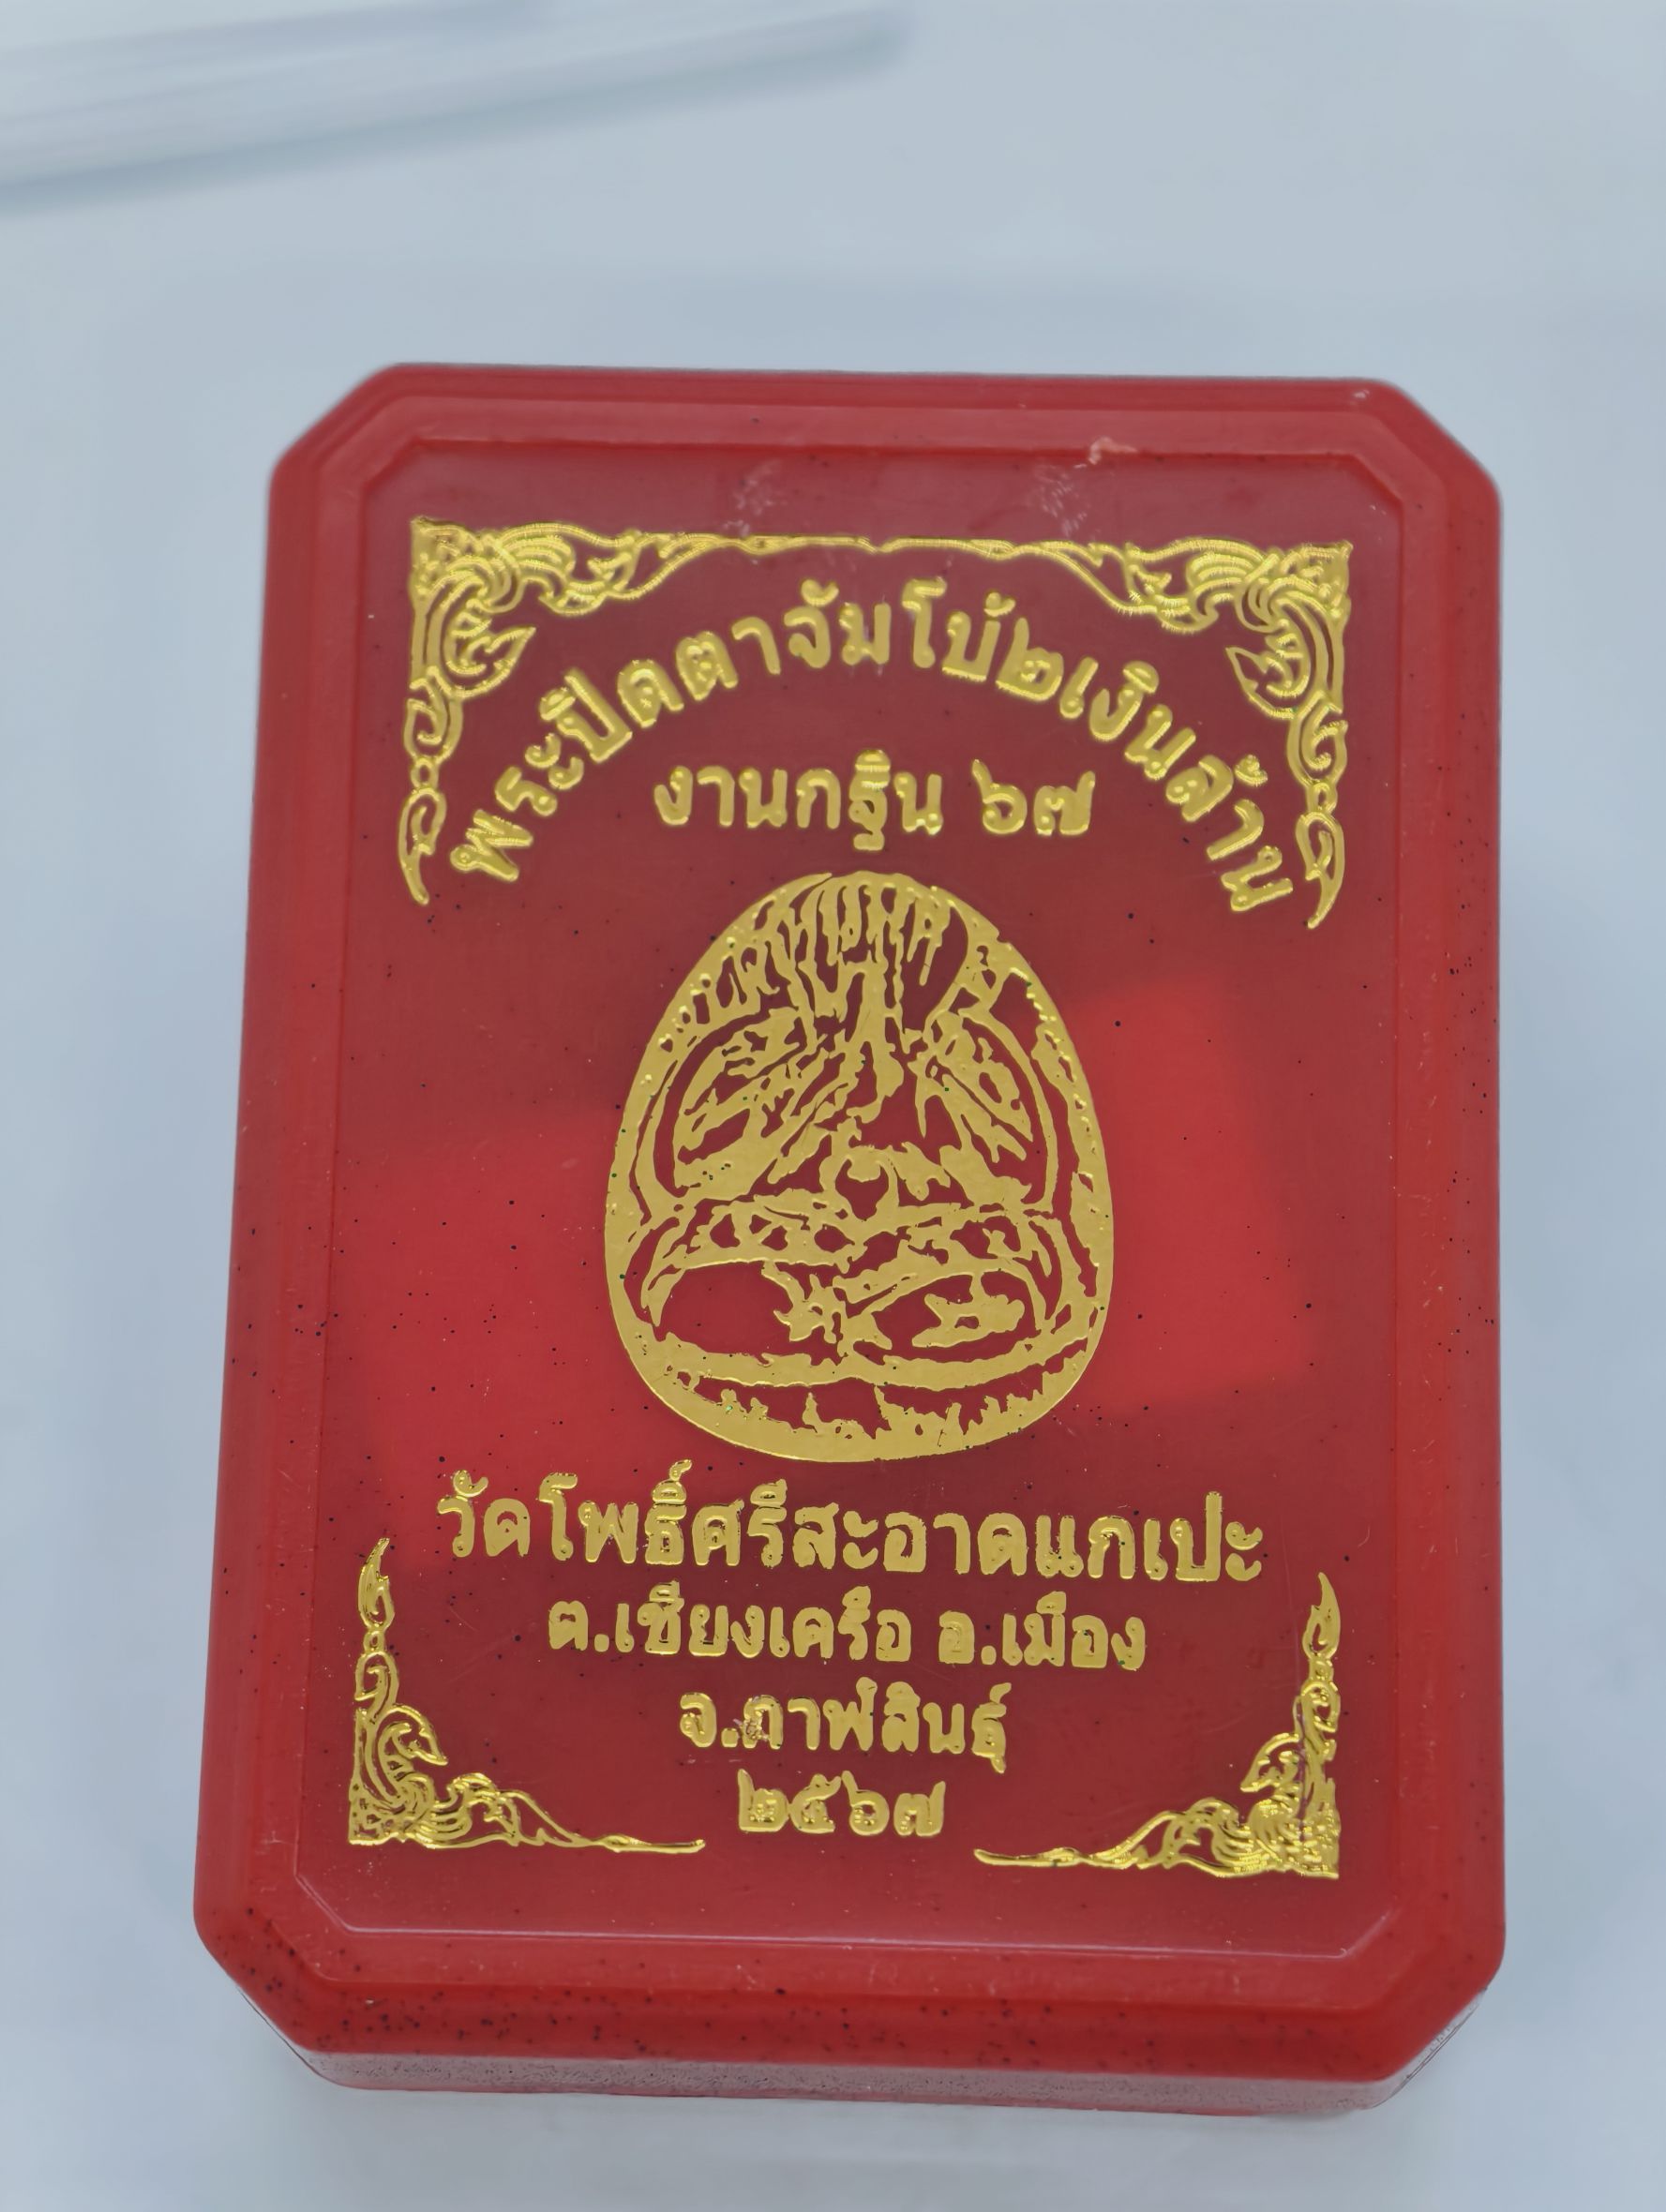 พระปิดตาจัมโบ้๒เงินล้าน
งานกฐิน ๖๗
วัดโพธิ์ศรีสะอาดแกเปะ
ต.เชียงเครือ อ.เมือง
จ.กาฬสินธุ์
๒๕๖๗